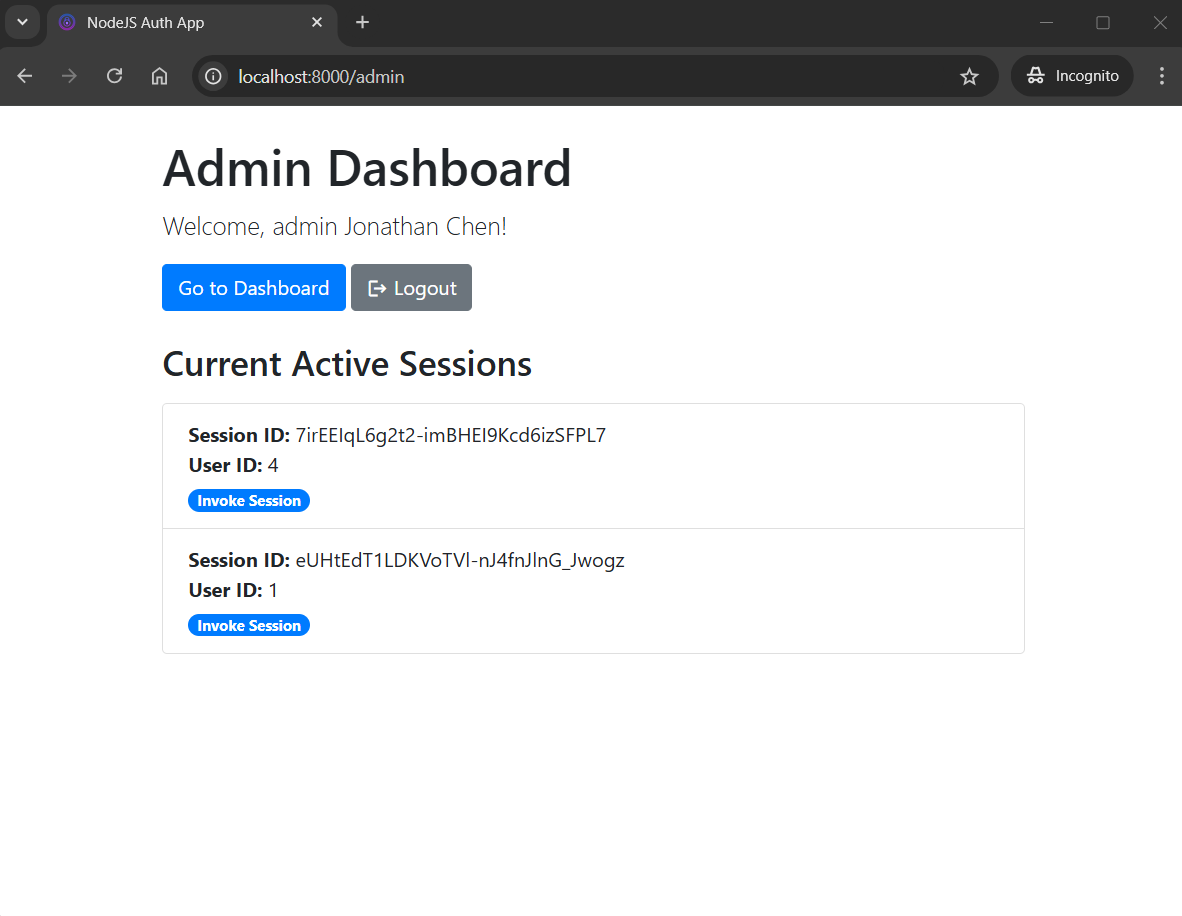 NodeJS Auth App
localhost:8000/admin
Incognito
Admin Dashboard
Welcome, admin Jonathan Chen!
Go to Dashboard
Logout
Current Active Sessions
Session ID: 7irEEIqL6g2t2-imBHEI9Kcd6izSFPL7
User ID: 4
Invoke Session
Session ID: eUHtEdT1LDKVoTVl-nJ4fnJlnG_Jwogz
User ID: 1
Invoke Session